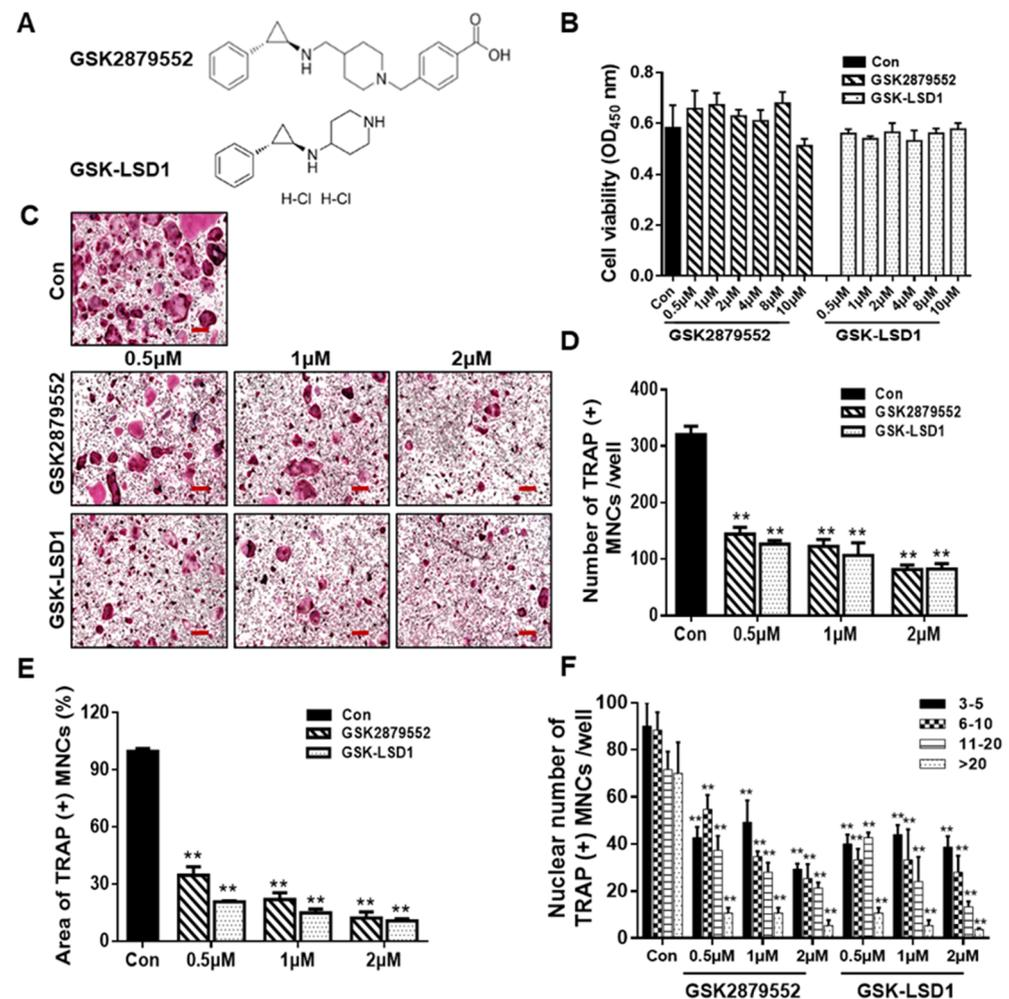 A
GSK2879552
N
H
N
O
OH
GSK-LSD1
N
H
NH
H-Cl H-Cl
B
Con
GSK2879552
GSK-LSD1
Cell viability (OD450 nm)
0.8
0.6
0.4
0.2
0.0
Con 0.5µM 1µM 2µM 4µM 8µM 10µM 0.5µM 1µM 2µM 4µM 8µM 10µM
GSK2879552 GSK-LSD1
C
Con
0.5µM 1µM 2µM
GSK2879552
GSK-LSD1
D
Con
GSK2879552
GSK-LSD1
Number of TRAP (+)
MNCs /well
400
300
200
100
0
** ** ** ** ** **
Con 0.5µM 1µM 2µM
E
Con
GSK2879552
GSK-LSD1
Area of TRAP (+) MNCs (%)
120
90
60
30
0
** ** ** ** ** **
Con 0.5µM 1µM 2µM
F
3-5
6-10
11-20
>20
Nuclear number of
TRAP (+) MNCs /well
100
80
60
40
20
0
** ** ** ** ** ** ** ** ** ** ** ** ** ** ** ** ** ** ** ** ** ** ** **
Con 0.5µM 1µM 2µM 0.5µM 1µM 2µM
GSK2879552 GSK-LSD1